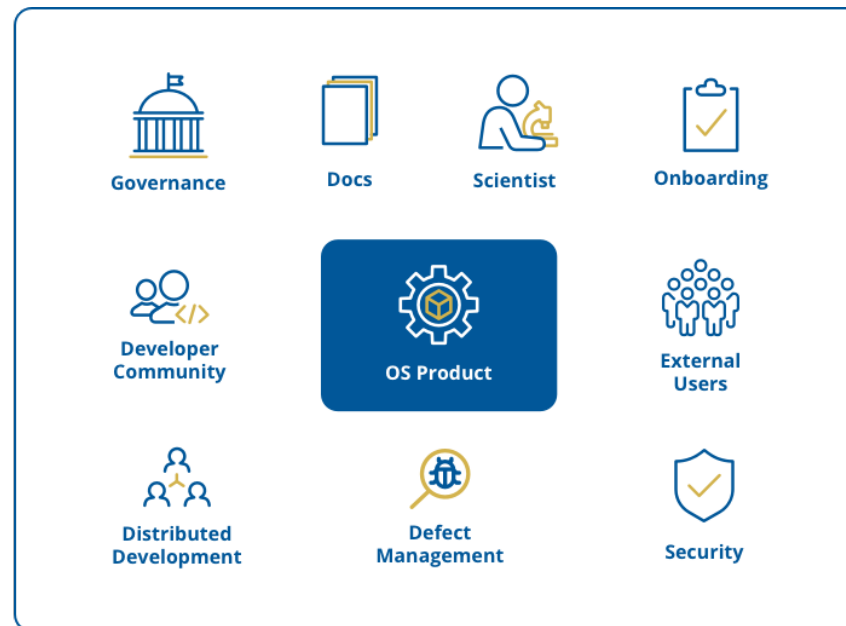 Governance
Docs
Scientist
Onboarding
Developer
Community
OS Product
External
Users
Distributed
Development
Defect
Management
Security